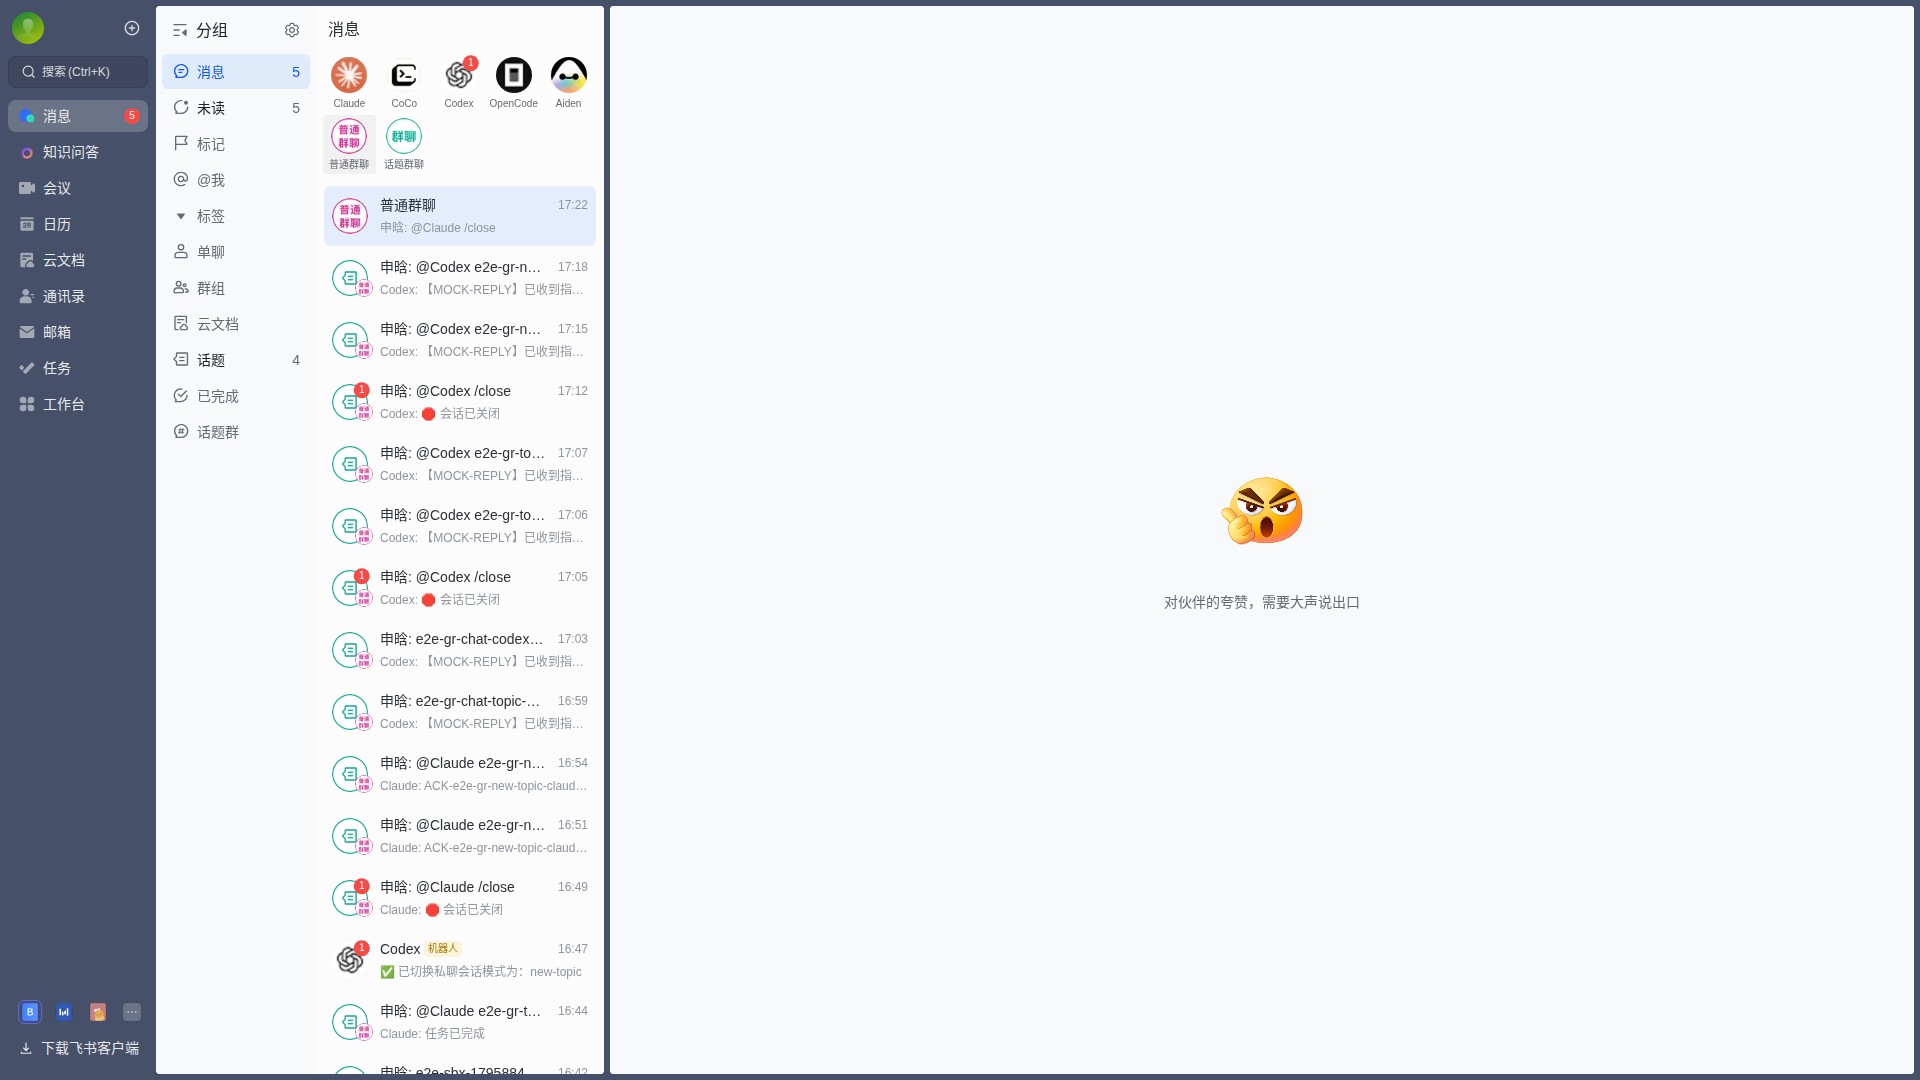 搜索 (Ctrl+K)
消息 5
知识问答
会议
日历
云文档
通讯录
邮箱
任务
工作台
B
下载飞书客户端
分组
消息 5
未读 5
标记
@我
标签
单聊
群组
云文档
话题 4
已完成
话题群
消息
1
Claude CoCo Codex OpenCode Aiden
普通
群聊
群聊
普通群聊 话题群聊
普通
群聊
普通群聊 17:22
申晗: @Claude /close
申晗: @Codex e2e-gr-n... 17:18
Codex: 【MOCK-REPLY】已收到指...
申晗: @Codex e2e-gr-n... 17:15
Codex: 【MOCK-REPLY】已收到指...
1
申晗: @Codex /close 17:12
Codex: 🛑 会话已关闭
申晗: @Codex e2e-gr-to... 17:07
Codex: 【MOCK-REPLY】已收到指...
申晗: @Codex e2e-gr-to... 17:06
Codex: 【MOCK-REPLY】已收到指...
1
申晗: @Codex /close 17:05
Codex: 🛑 会话已关闭
申晗: e2e-gr-chat-codex... 17:03
Codex: 【MOCK-REPLY】已收到指...
申晗: e2e-gr-chat-topic-... 16:59
Codex: 【MOCK-REPLY】已收到指...
申晗: @Claude e2e-gr-n... 16:54
Claude: ACK-e2e-gr-new-topic-claud...
申晗: @Claude e2e-gr-n... 16:51
Claude: ACK-e2e-gr-new-topic-claud...
1
申晗: @Claude /close 16:49
Claude: 🛑 会话已关闭
1
Codex 机器人 16:47
✅ 已切换私聊会话模式为：new-topic
申晗: @Claude e2e-gr-t... 16:44
Claude: 任务已完成
申晗: e2e-sbx-1795884 16:42
对伙伴的夸赞，需要大声说出口